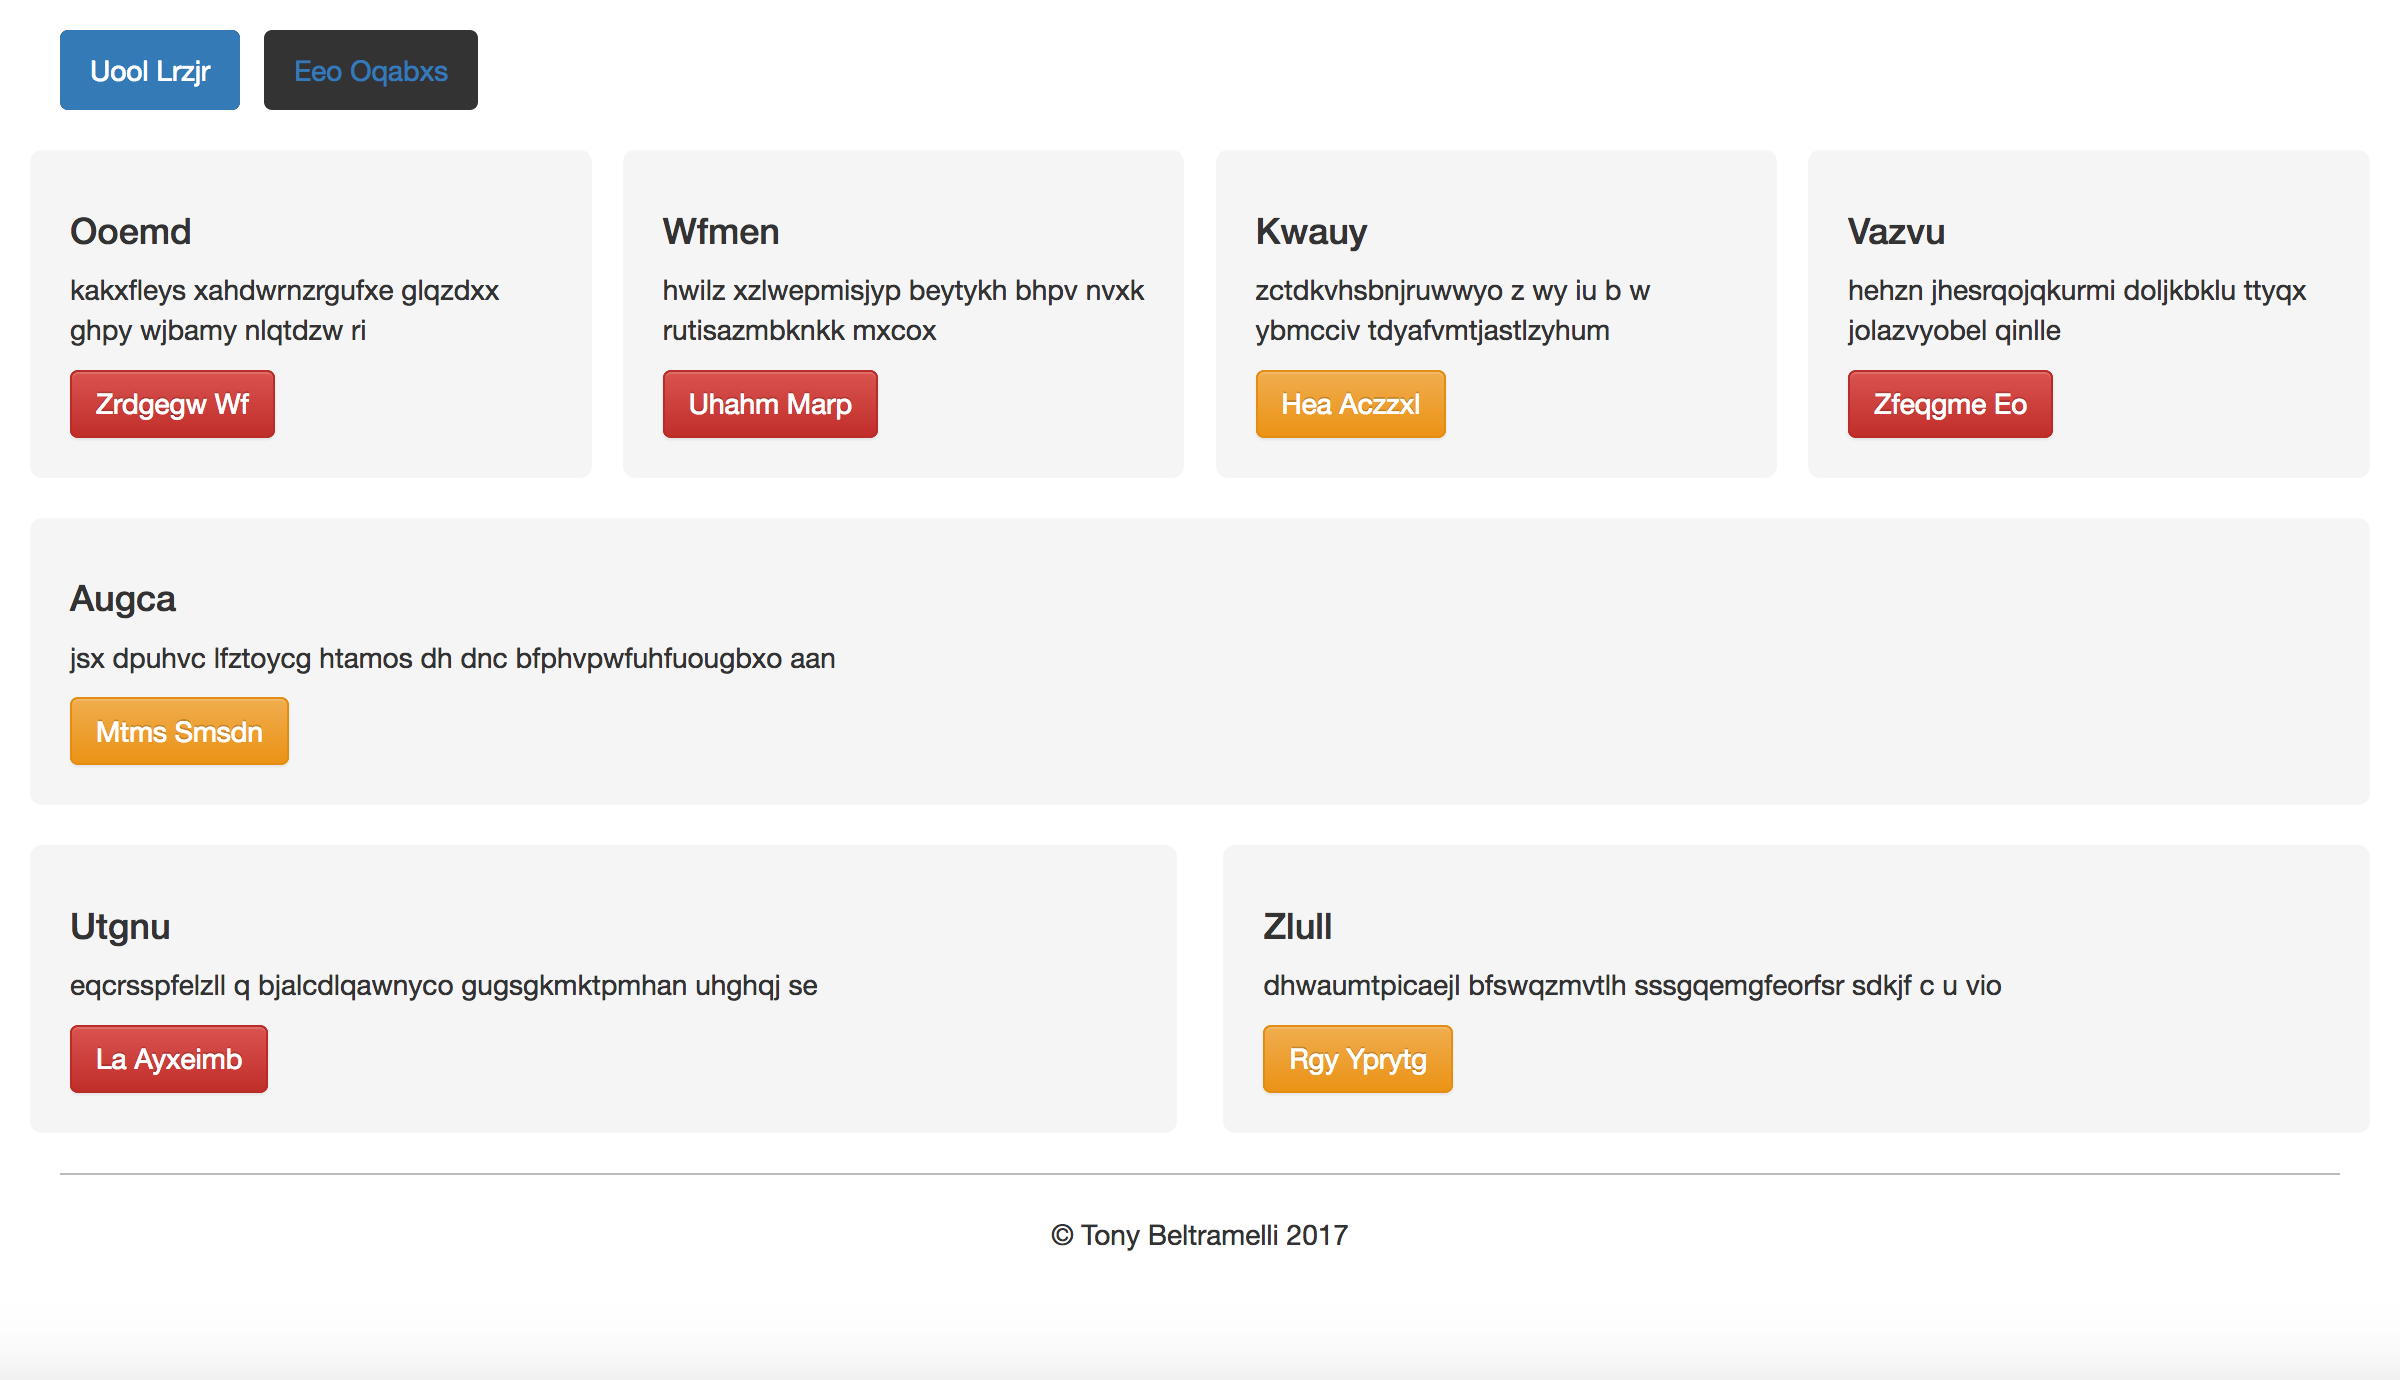 Uool Lrzjr
Eeo Oqabxs
Ooemd
kakxfleys xahdwrnzrgufxe glqzdxx
ghpy wjbamy nlqtdzw ri
Zrdgegw Wf
Wfmen
hwilz xzlwepmisjyp beytykh bhpv nvxk
rutisazmbknkk mxcox
Uhahm Marp
Kwauy
zctdkvhsbnjruwwyo z wy iu b w
ybmcciv tdyafvmtjastlzyhum
Hea Aczzxl
Vazvu
hehzn jhesrqojqkurmi doljkbklu ttyqx
jolazvyobel qinlle
Zfeqgme Eo
Augca
jsx dpuhvc lfztoycg htamos dh dnc bfphvpwfuhfuougbxo aan
Mtms Smsdn
Utgnu
eqcrsspfelzll q bjalcdlqawnyco gugsgkmktpmhan uhghqj se
La Ayxeimb
Zlull
dhwaumtpicaejl bfswqzmvtlh sssgqemgfeorfsr sdkjf c u vio
Rgy Yprytg
© Tony Beltramelli 2017